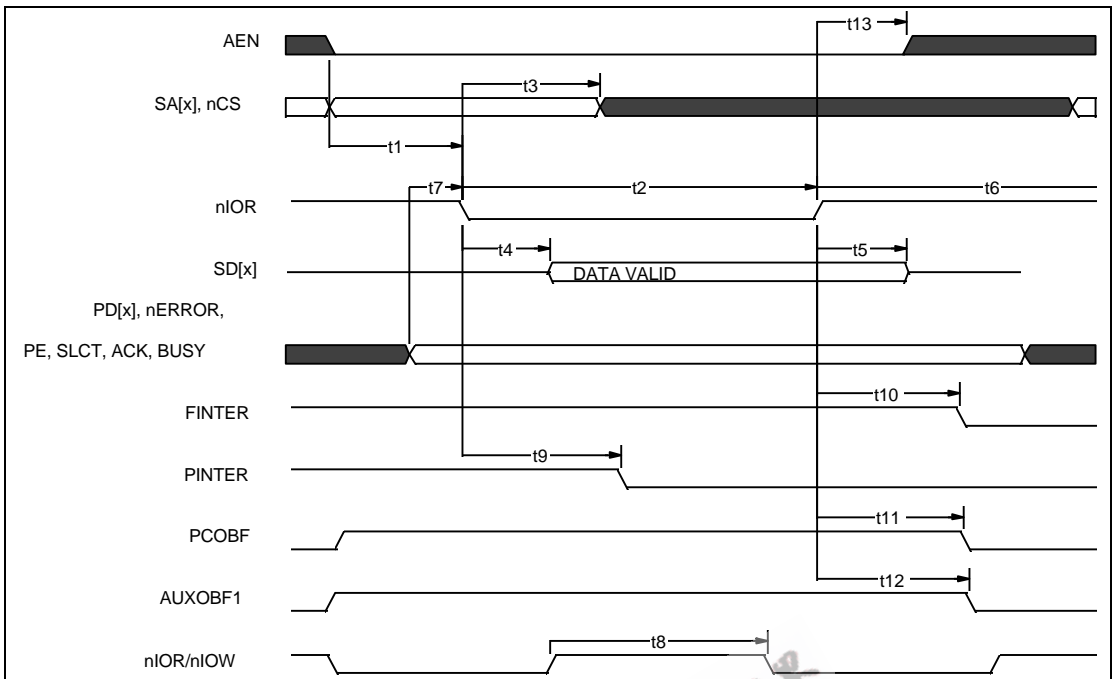 t13
AEN
t3
SA[x], nCS
t1
t7
t2
t6
nIOR
t4
t5
SD[x]
DATA VALID
PD[x], nERROR,
PE, SLCT, ACK, BUSY
t10
FINTER
t9
PINTER
t11
PCOBF
t12
AUXOBF1
t8
nIOR/nIOW